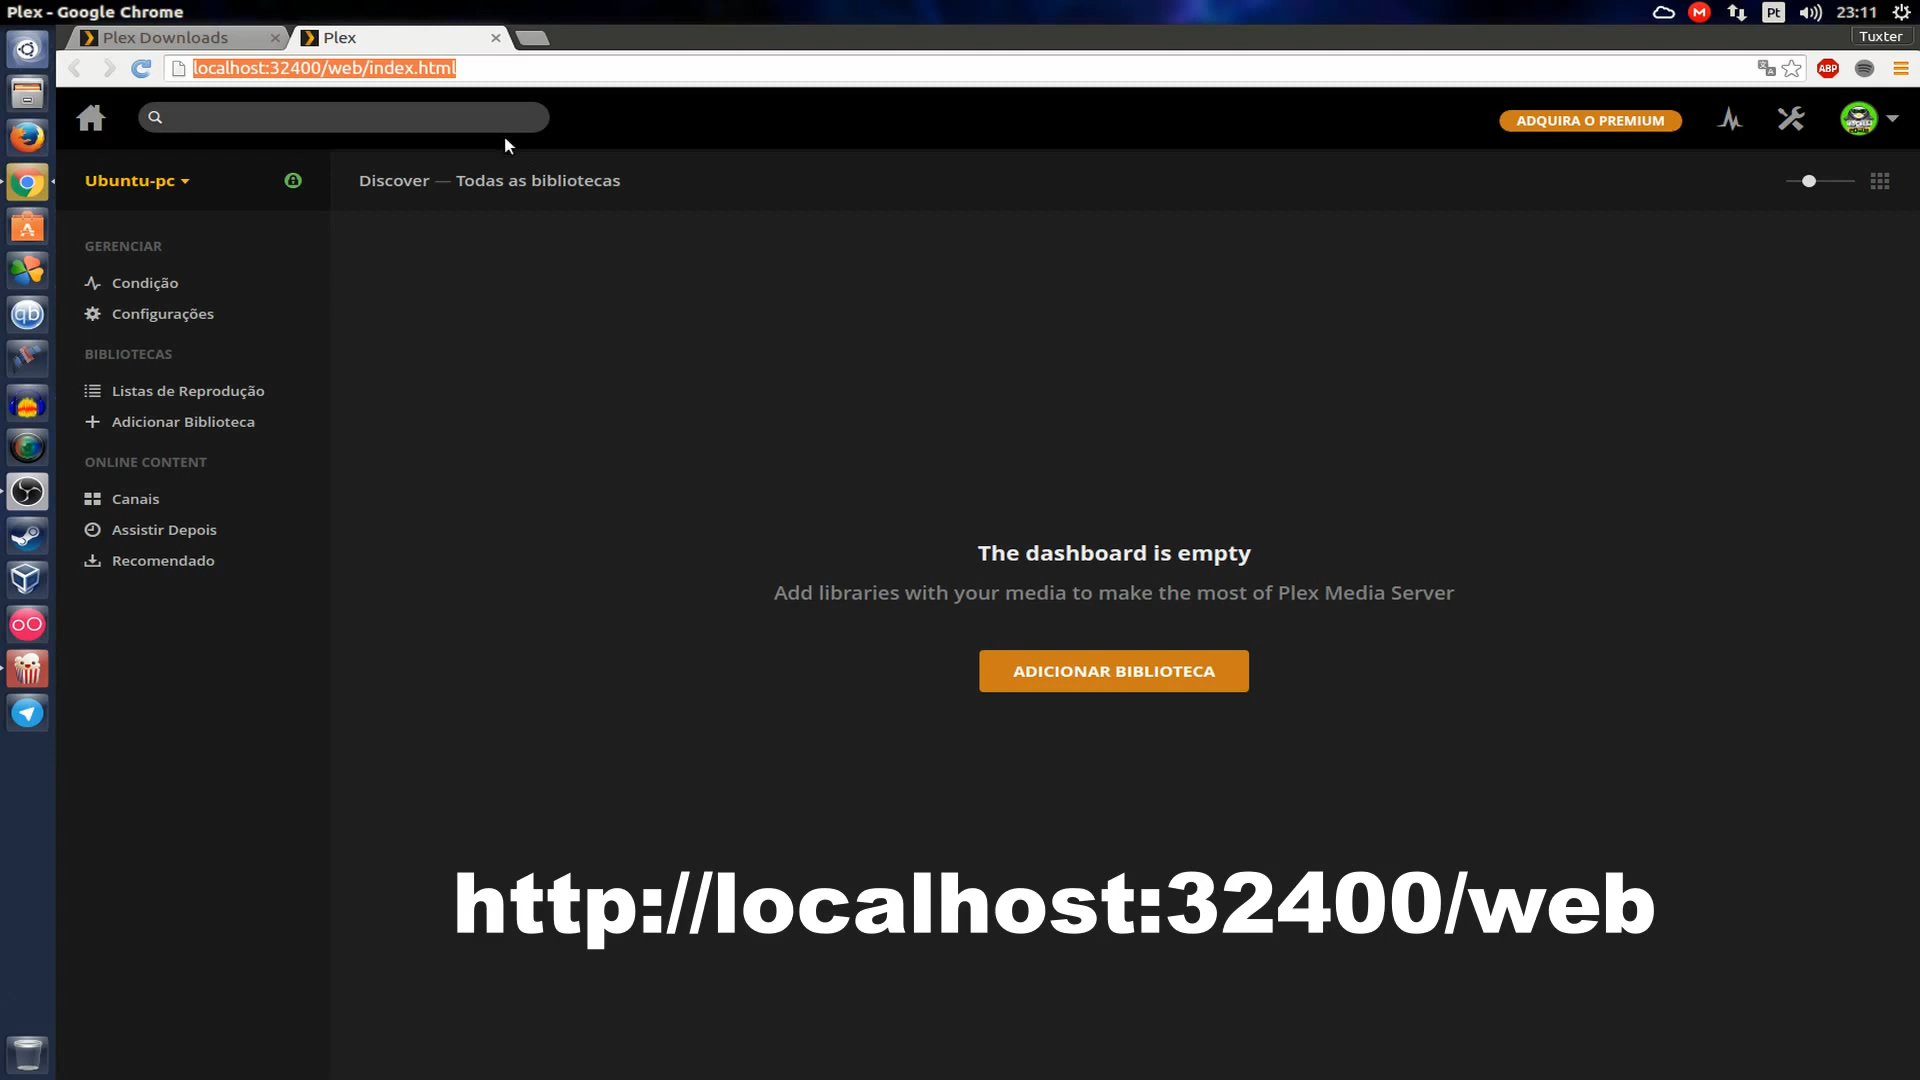 Plex - Google Chrome
Pt
23:11
Plex Downloads
Plex
Tuxter
localhost:32400/web/index.html
ABP
ADQUIRA O PREMIUM
Ubuntu-pc
Discover — Todas as bibliotecas
GERENCIAR
Condição
Configurações
BIBLIOTECAS
Listas de Reprodução
Adicionar Biblioteca
ONLINE CONTENT
Canais
Assistir Depois
Recomendado
The dashboard is empty
Add libraries with your media to make the most of Plex Media Server
ADICIONAR BIBLIOTECA
http://localhost:32400/web